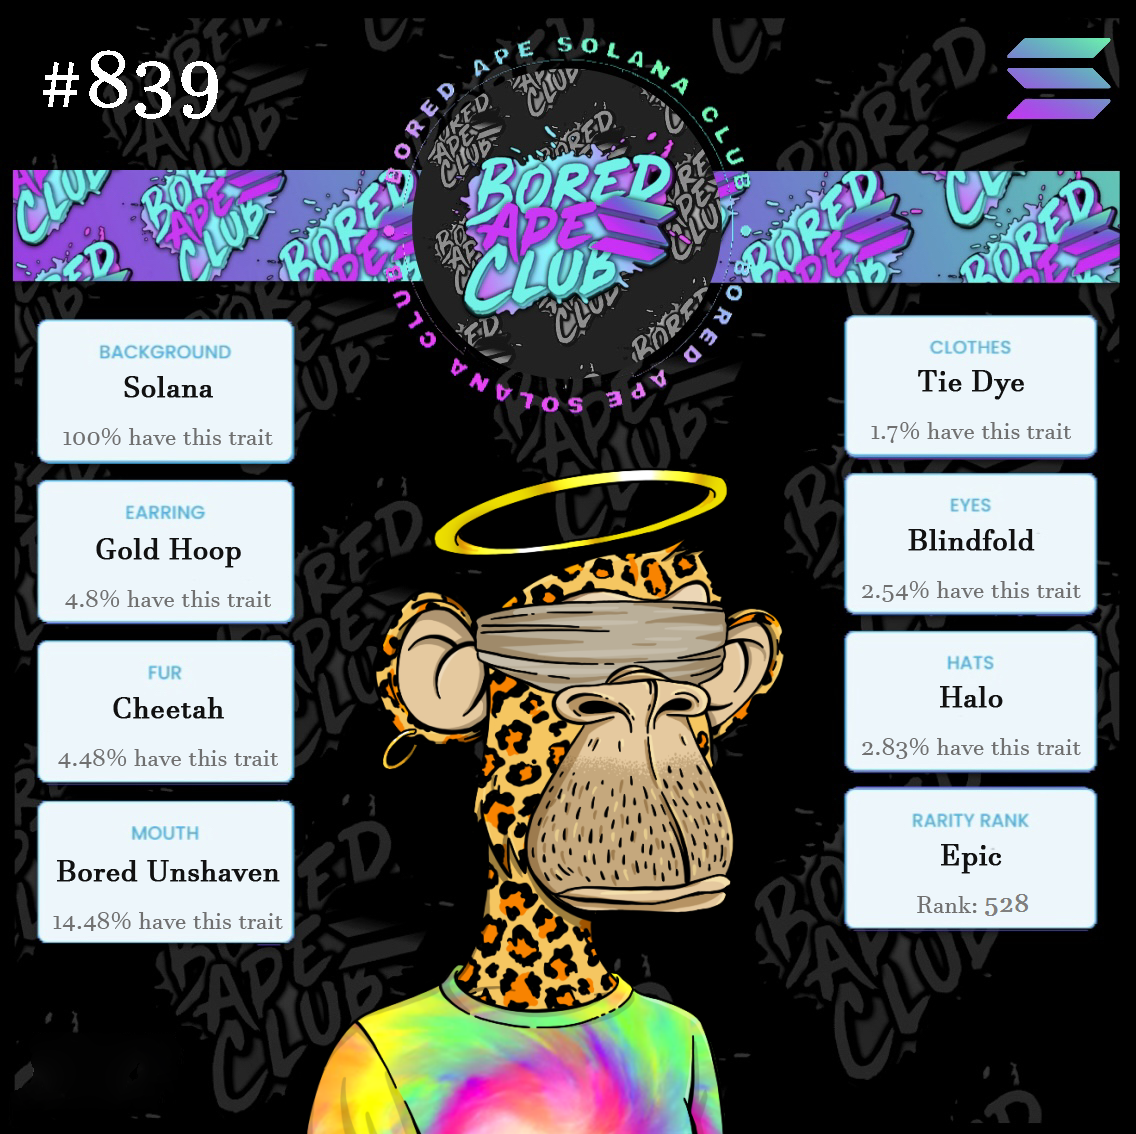 #839
BORED APE SOLANA CLUB
BORED APE SOLANA CLUB
BORED
APE
CLUB
BACKGROUND
Solana
100% have this trait
EARRING
Gold Hoop
4.8% have this trait
FUR
Cheetah
4.48% have this trait
MOUTH
Bored Unshaven
14.48% have this trait
CLOTHES
Tie Dye
1.7% have this trait
EYES
Blindfold
2.54% have this trait
HATS
Halo
2.83% have this trait
RARITY RANK
Epic
Rank: 528